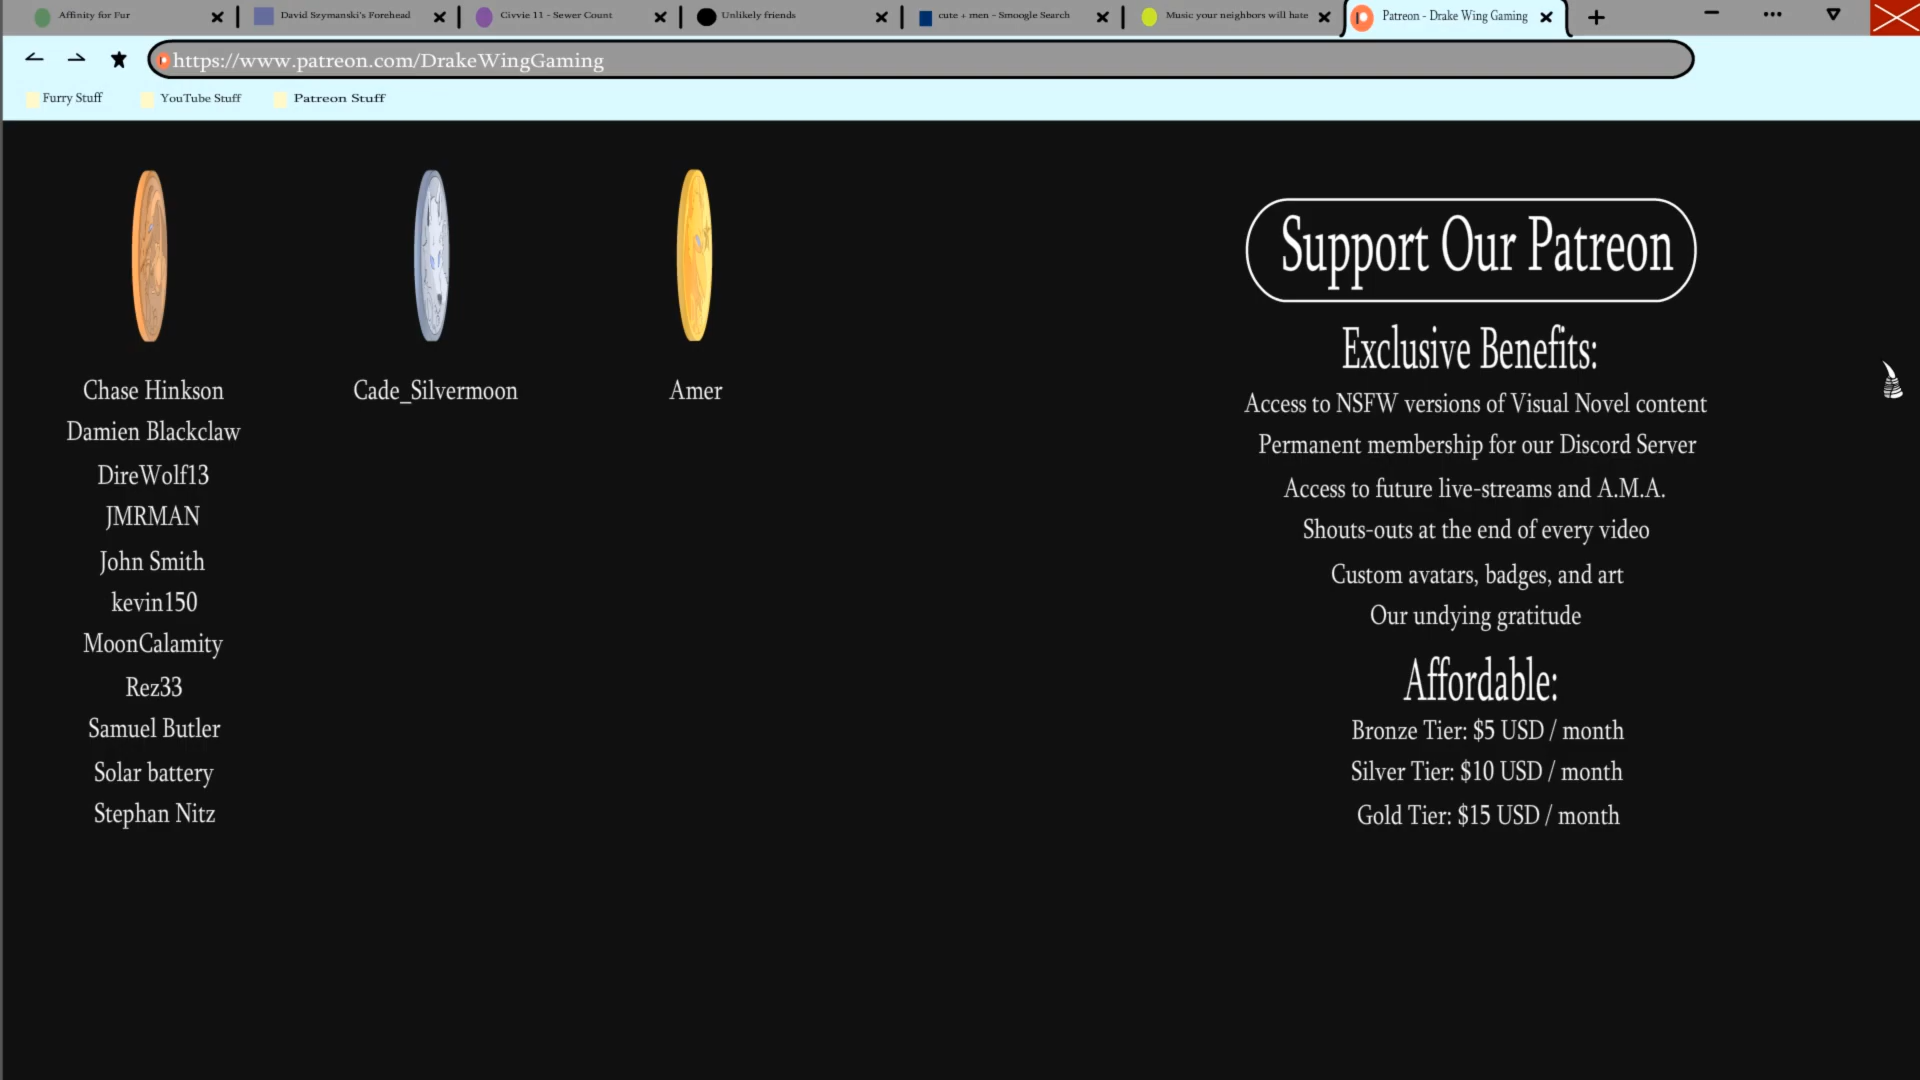 Affinity for Fur
David Szymanski's Forehead
Civvie 11 - Sewer Count
Unlikely friends
cute + men - Smoogle Search
Music your neighbors will hate
Patreon - Drake Wing Gaming
https://www.patreon.com/DrakeWingGaming
Furry Stuff
YouTube Stuff
Patreon Stuff
Chase Hinkson
Damien Blackclaw
DireWolf13
JMRMAN
John Smith
kevin150
MoonCalamity
Rez33
Samuel Butler
Solar battery
Stephan Nitz
Cade_Silvermoon
Amer
Support Our Patreon
Exclusive Benefits:
Access to NSFW versions of Visual Novel content
Permanent membership for our Discord Server
Access to future live-streams and A.M.A.
Shouts-outs at the end of every video
Custom avatars, badges, and art
Our undying gratitude
Affordable:
Bronze Tier: $5 USD / month
Silver Tier: $10 USD / month
Gold Tier: $15 USD / month